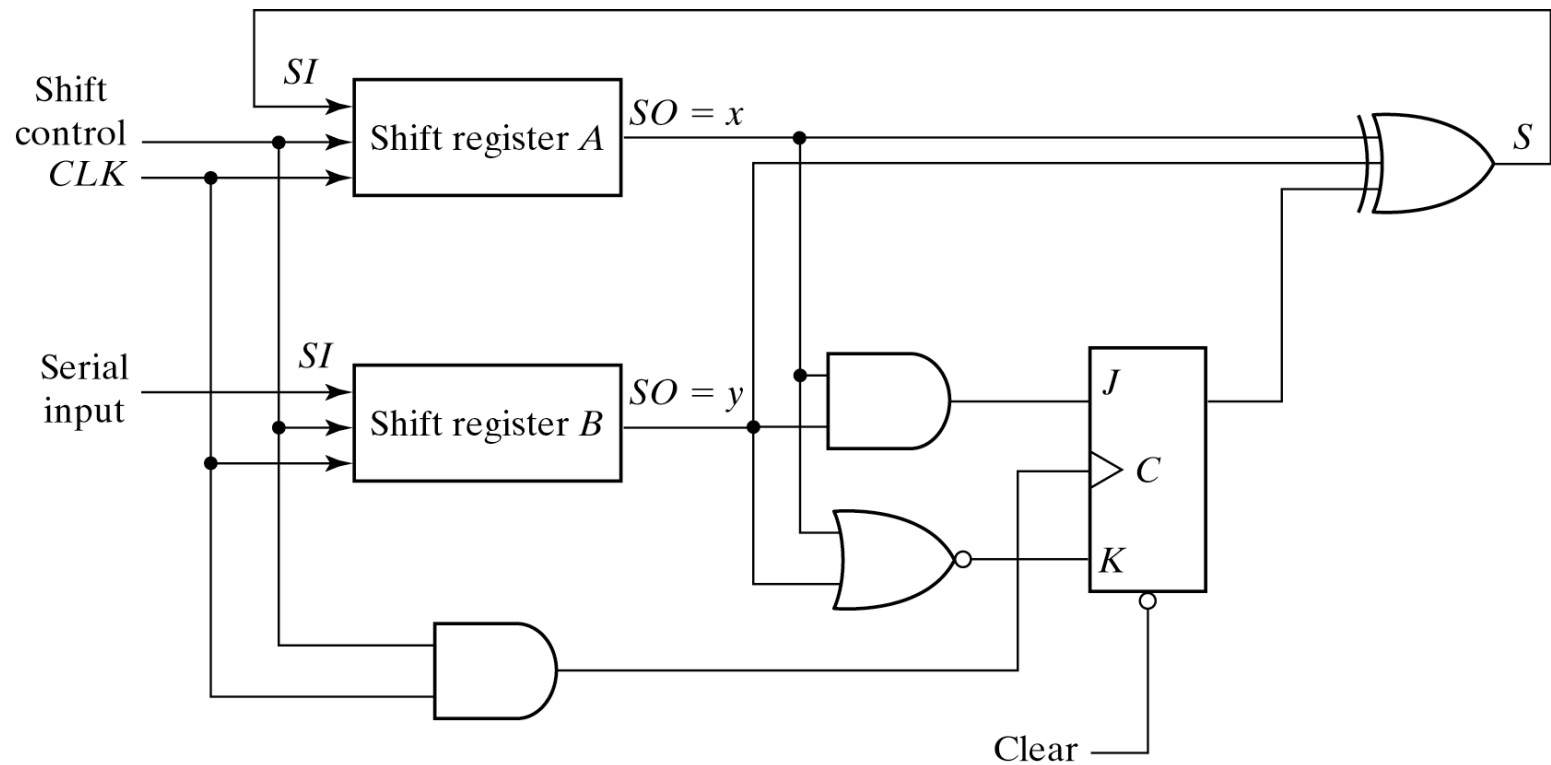 SI
Shift
control
CLK
Shift register A
SO = x
S
Serial
input
SI
Shift register B
SO = y
J
C
K
Clear